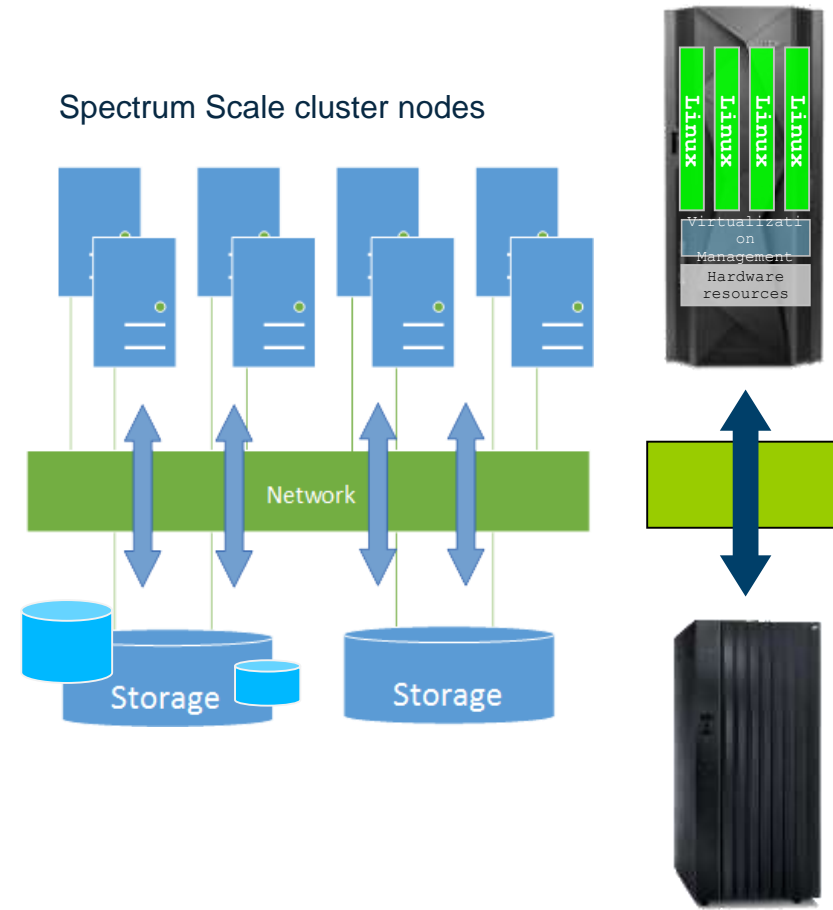 Spectrum Scale cluster nodes
Linux
Linux
Linux
Linux
Virtualizati
on
Management
Hardware
resources
Network
Storage
Storage